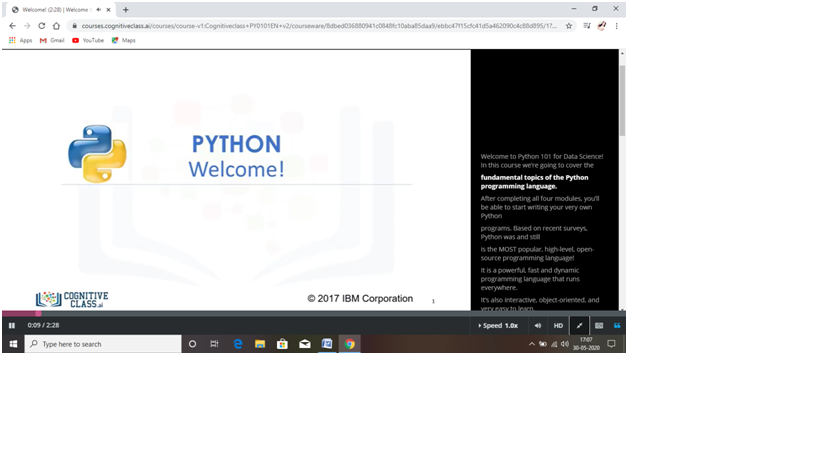 Welcome! (2:28) | Welcome
courses.cognitiveclass.ai/courses/course-v1:Cognitiveclass+PY0101EN+v2/courseware/8dbed036880941c0848fc10aba85daa9/ebbc47f15cfc41d5a462090c4c88d895/1?...
Apps Gmail YouTube Maps
PYTHON
Welcome!
COGNITIVE
CLASS.ai
© 2017 IBM Corporation
Welcome to Python 101 for Data Science!
In this course we're going to cover the
fundamental topics of the Python
programming language.
After completing all four modules, you'll
be able to start writing your very own
Python
programs. Based on recent surveys,
Python was and still
is the MOST popular, high-level, open-
source programming language!
It is a powerful, fast and dynamic
programming language that runs
everywhere.
It's also interactive, object-oriented, and
very easy to learn.
0:09 / 2:28
Speed 1.0x HD
Type here to search
17:07
30-05-2020